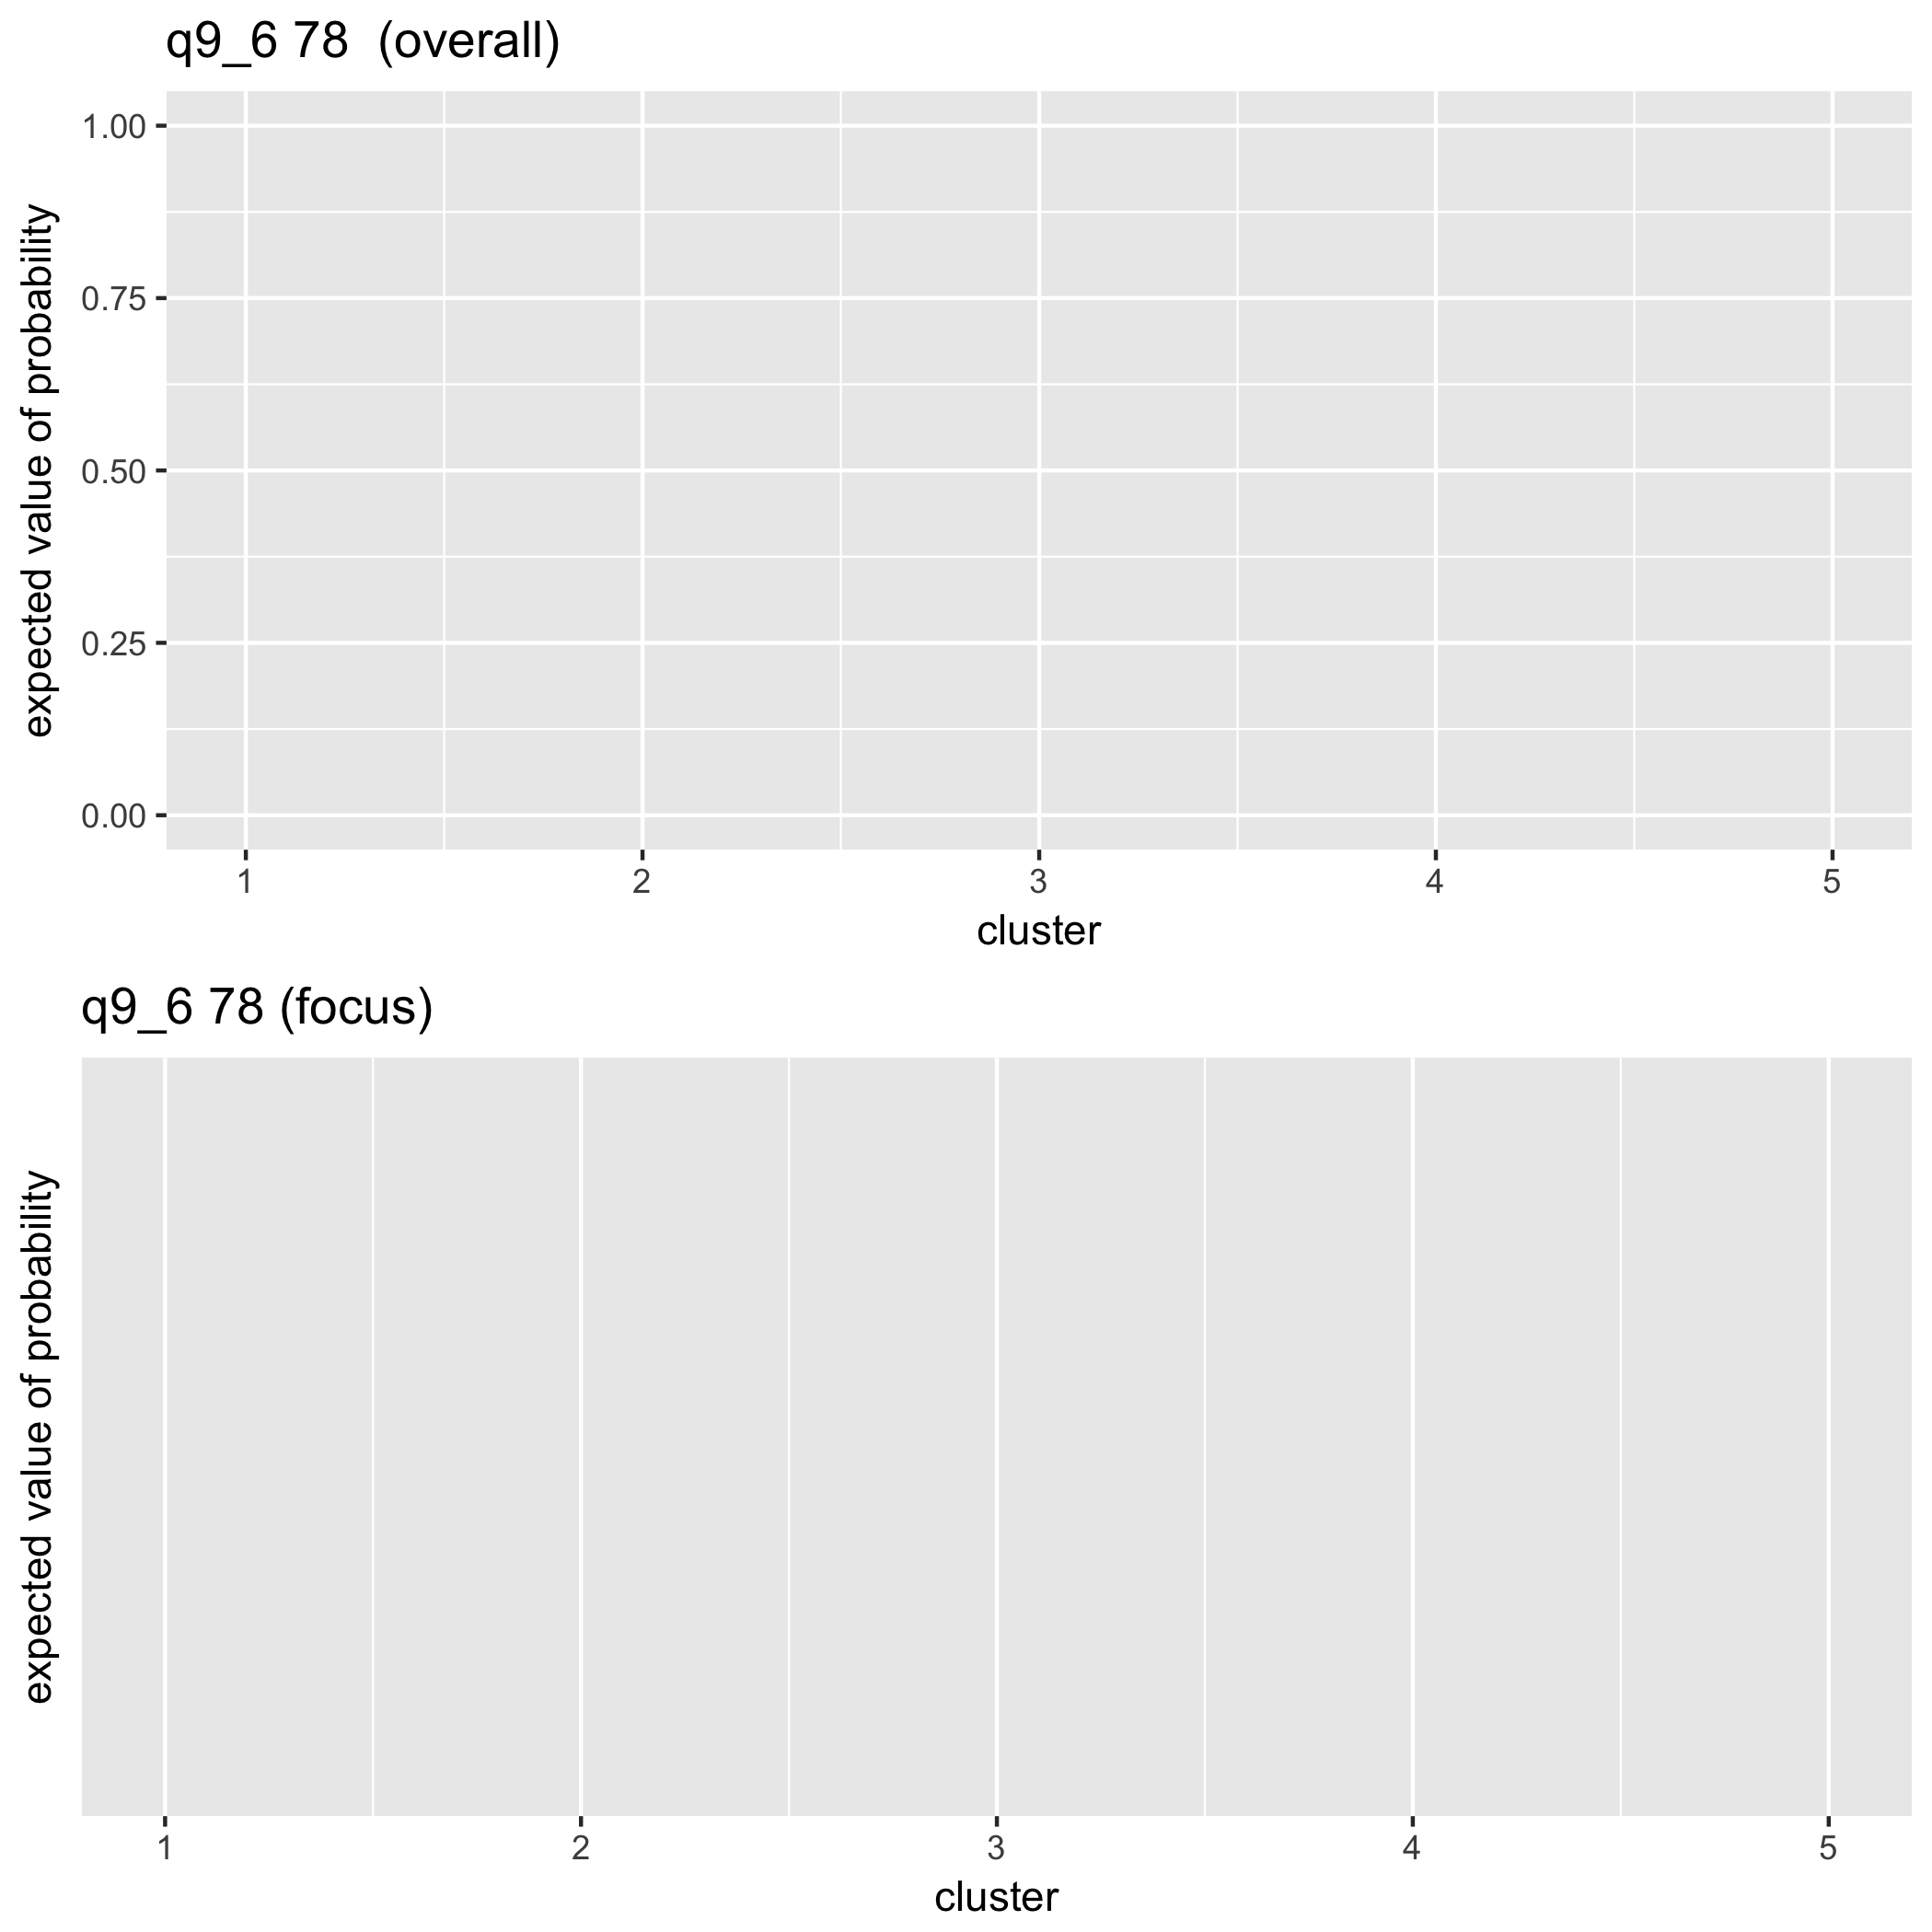 q9_6 78  (overall)
expected value of probability
1.00
0.75
0.50
0.25
0.00
1 2 3 4 5
cluster
q9_6 78 (focus)
expected value of probability
1 2 3 4 5
cluster